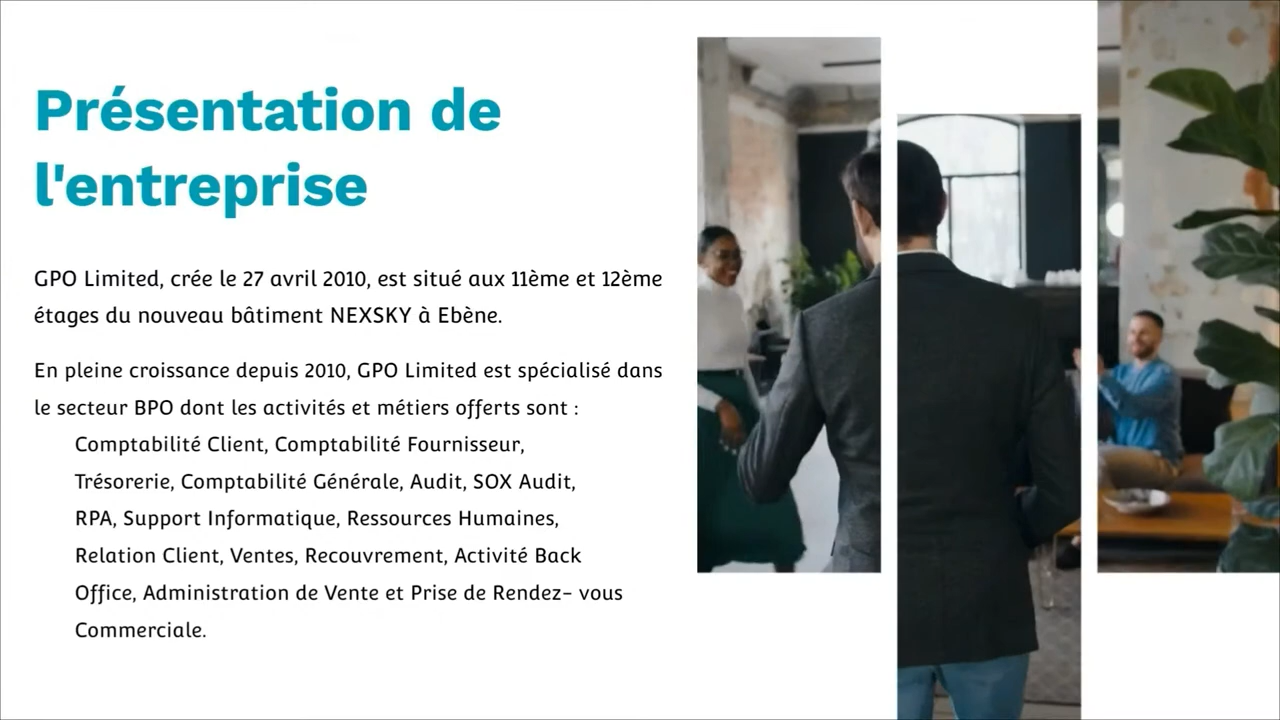 Présentation de
l'entreprise
GPO Limited, crée le 27 avril 2010, est situé aux 11ème et 12ème
étages du nouveau bâtiment NEXSKY à Ebène.
En pleine croissance depuis 2010, GPO Limited est spécialisé dans
le secteur BPO dont les activités et métiers offerts sont :
Comptabilité Client, Comptabilité Fournisseur,
Trésorerie, Comptabilité Générale, Audit, SOX Audit,
RPA, Support Informatique, Ressources Humaines,
Relation Client, Ventes, Recouvrement, Activité Back
Office, Administration de Vente et Prise de Rendez- vous
Commerciale.